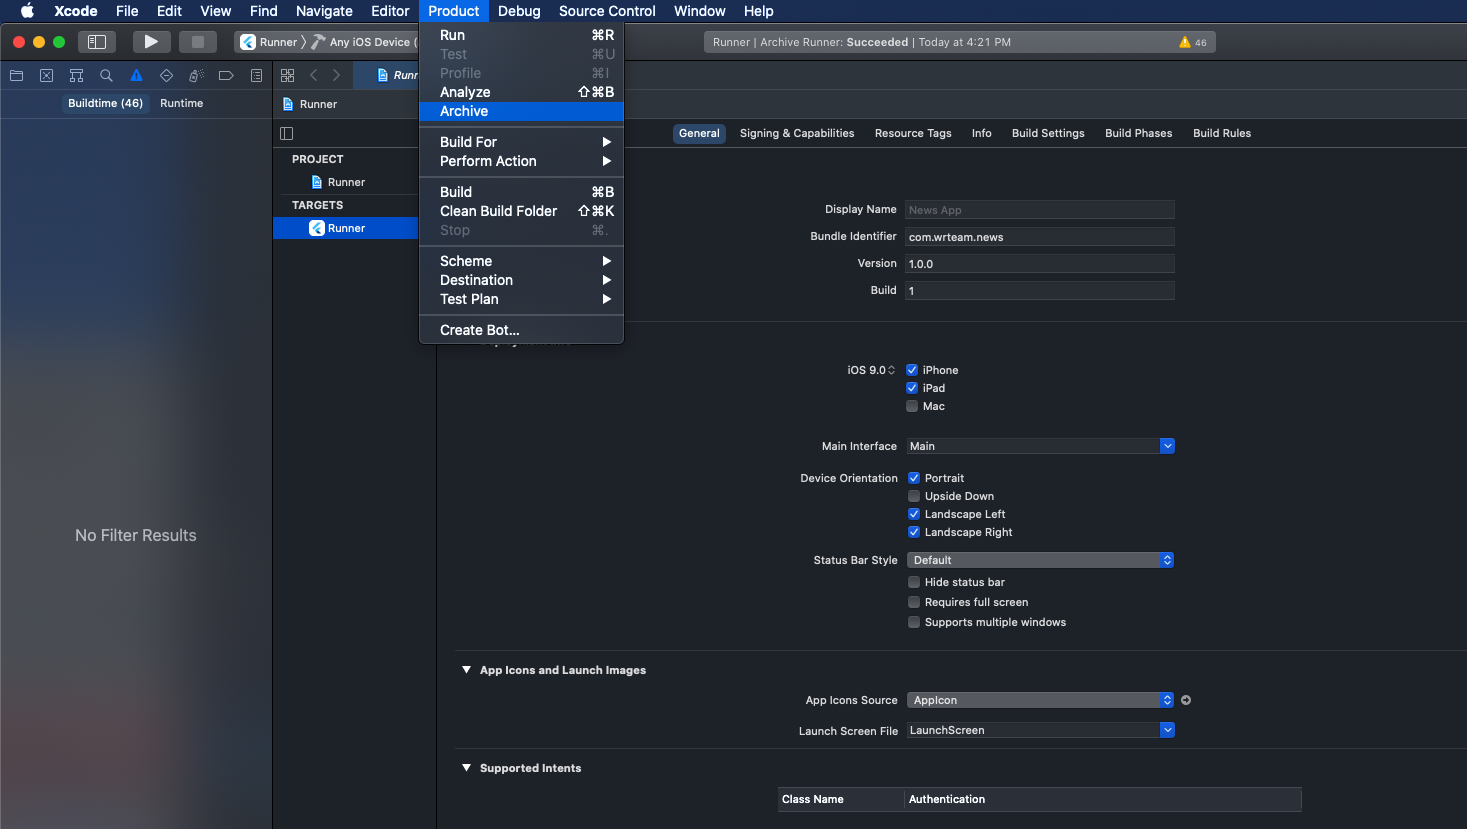 Xcode File Edit View Find Navigate Editor Product Debug Source Control Window Help
Runner Any iOS Device (
Runner | Archive Runner: Succeeded | Today at 4:21 PM 46
Buildtime (46) Runtime
Runner
No Filter Results
PROJECT
Runner
TARGETS
Runner
Run ⌘R
Test ⌘U
Profile ⌘I
Analyze ⇧⌘B
Archive
Build For
Perform Action
Build ⌘B
Clean Build Folder ⇧⌘K
Stop ⌘.
Scheme
Destination
Test Plan
Create Bot...
General Signing & Capabilities Resource Tags Info Build Settings Build Phases Build Rules
Display Name News App
Bundle Identifier com.wrteam.news
Version 1.0.0
Build 1
iOS 9.0 iPhone
iPad
Mac
Main Interface Main
Device Orientation Portrait
Upside Down
Landscape Left
Landscape Right
Status Bar Style Default
Hide status bar
Requires full screen
Supports multiple windows
App Icons and Launch Images
App Icons Source AppIcon
Launch Screen File LaunchScreen
Supported Intents
Class Name Authentication